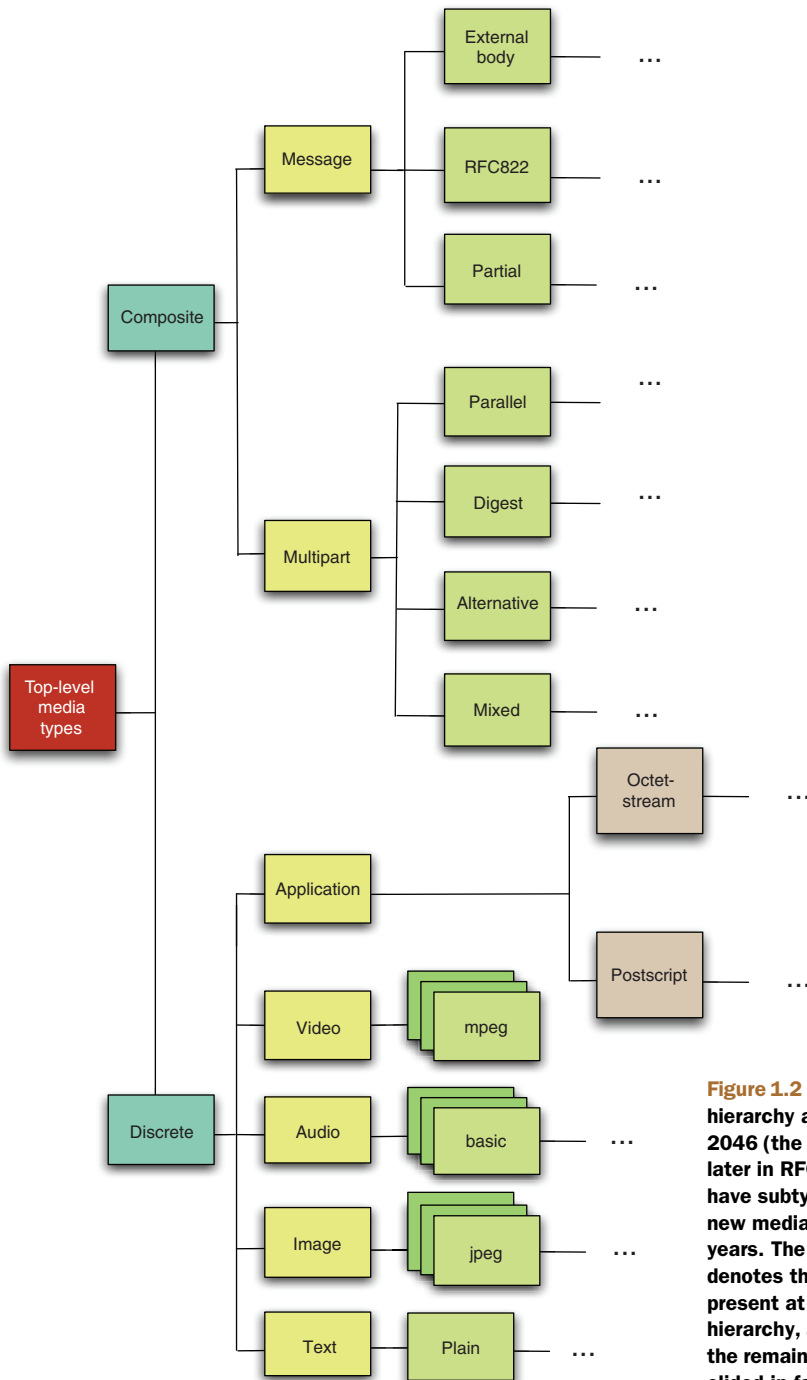 External
body
...
Message
RFC822
...
Partial
...
Composite
Parallel
...
Digest
...
Multipart
Alternative
...
Mixed
...
Top-level
media
types
Octet-
stream
...
Application
Postscript
...
Video
mpeg
Discrete
Audio
basic
...
Image
jpeg
...
Text
Plain
...
Figure 1.2
hierarchy a
2046 (the
later in RF
have subty
new media
years. The
denotes th
present at
hierarchy,
the remain
elided in f